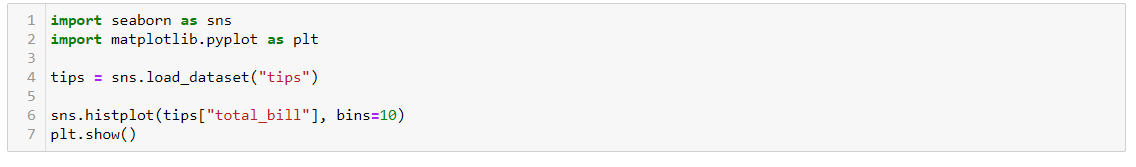 1 import seaborn as sns
2 import matplotlib.pyplot as plt
3
4 tips = sns.load_dataset("tips")
5
6 sns.histplot(tips["total_bill"], bins=10)
7 plt.show()